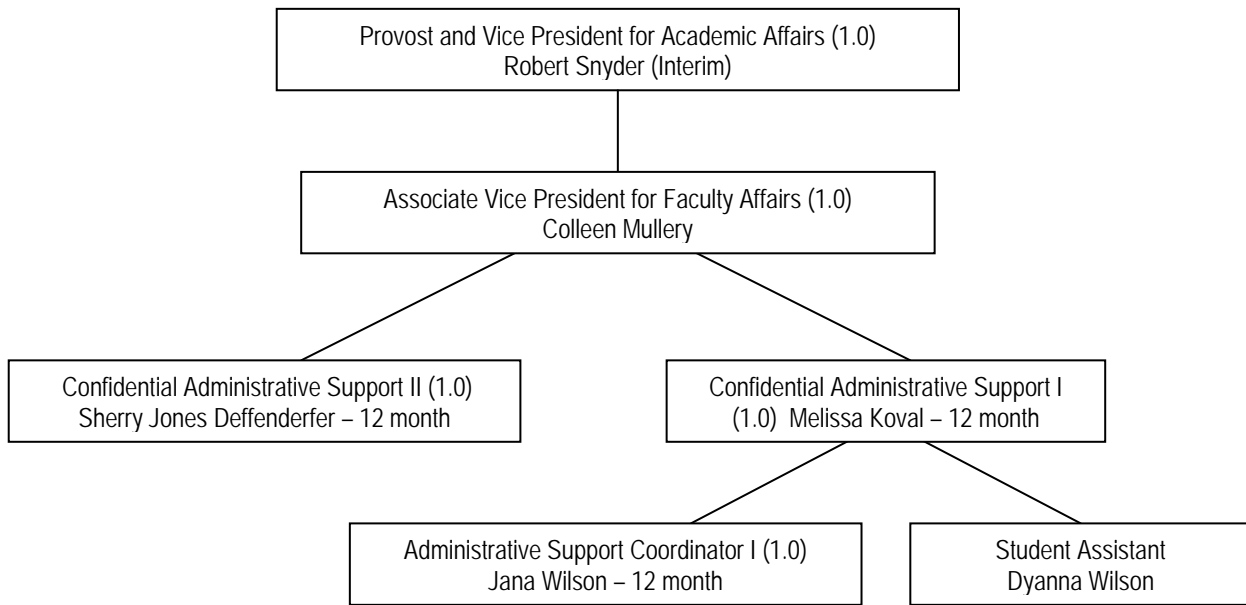 Provost and Vice President for Academic Affairs (1.0)
Robert Snyder (Interim)
Associate Vice President for Faculty Affairs (1.0)
Colleen Mullery
Confidential Administrative Support II (1.0)
Sherry Jones Deffenderfer – 12 month
Confidential Administrative Support I
(1.0)  Melissa Koval – 12 month
Administrative Support Coordinator I (1.0)
Jana Wilson – 12 month
Student Assistant
Dyanna Wilson